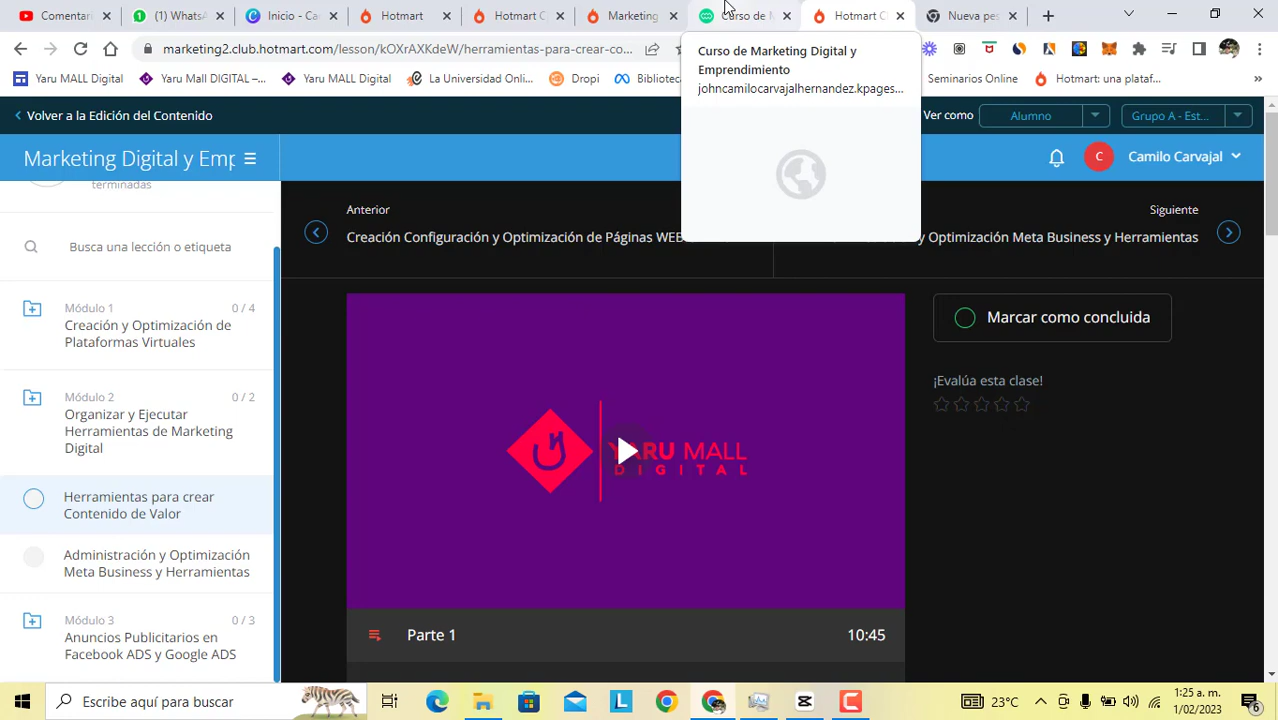 Comentar
(1) WhatsA
Inicio - Ca
Hotmart
Hotmart C
Marketing
Curso de M
Hotmart C
Nueva pes
marketing2.club.hotmart.com/lesson/kOXrAXKdeW/herramientas-para-crear-co...
Curso de Marketing Digital y
Emprendimiento
johncamilocarvajalhernandez.kpages...
Yaru MALL Digital
Yaru Mall DIGITAL –...
Yaru MALL Digital
La Universidad Onli...
Dropi
Biblioteca
Seminarios Online
Hotmart: una plataf...
»
Volver a la Edición del Contenido
Ver como
Alumno
Grupo A - Est...
Marketing Digital y Emp
C
Camilo Carvajal
terminadas
Busca una lección o etiqueta
Módulo 1
0 / 4
Creación y Optimización de
Plataformas Virtuales
Módulo 2
0 / 2
Organizar y Ejecutar
Herramientas de Marketing
Digital
Herramientas para crear
Contenido de Valor
Administración y Optimización
Meta Business y Herramientas
Módulo 3
0 / 3
Anuncios Publicitarios en
Facebook ADS y Google ADS
Anterior
Creación Configuración y Optimización de Páginas WEB
Siguiente
y Optimización Meta Business y Herramientas
YARU MALL
DIGITAL
Parte 1
10:45
Marcar como concluida
¡Evalúa esta clase!
Escribe aquí para buscar
23°C
1:25 a. m.
1/02/2023
6